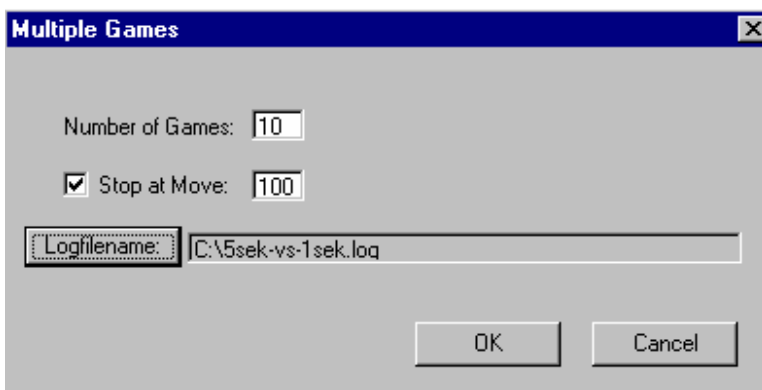 Multiple Games
Number of Games: 10
Stop at Move: 100
Logfilename: C:\5sek-vs-1sek.log
OK Cancel